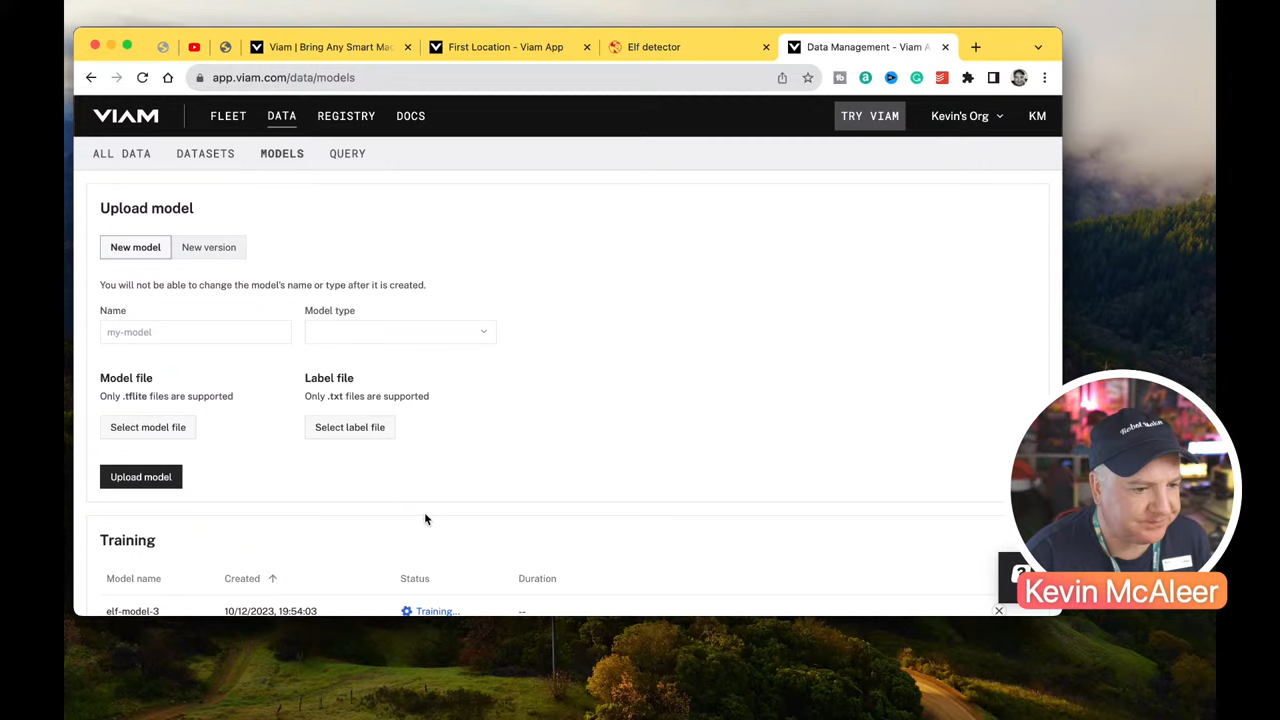 Viam | Bring Any Smart Mac
First Location - Viam App
Elf detector
Data Management - Viam A
app.viam.com/data/models
VIAM
FLEET
DATA
REGISTRY
DOCS
TRY VIAM
Kevin's Org
KM
ALL DATA
DATASETS
MODELS
QUERY
Upload model
New model
New version
You will not be able to change the model's name or type after it is created.
Name
Model type
my-model
Model file
Label file
Only .tflite files are supported
Only .txt files are supported
Select model file
Select label file
Upload model
Training
Model name
Created
Status
Duration
elf-model-3
10/12/2023, 19:54:03
Training...
--
Kevin McAleer